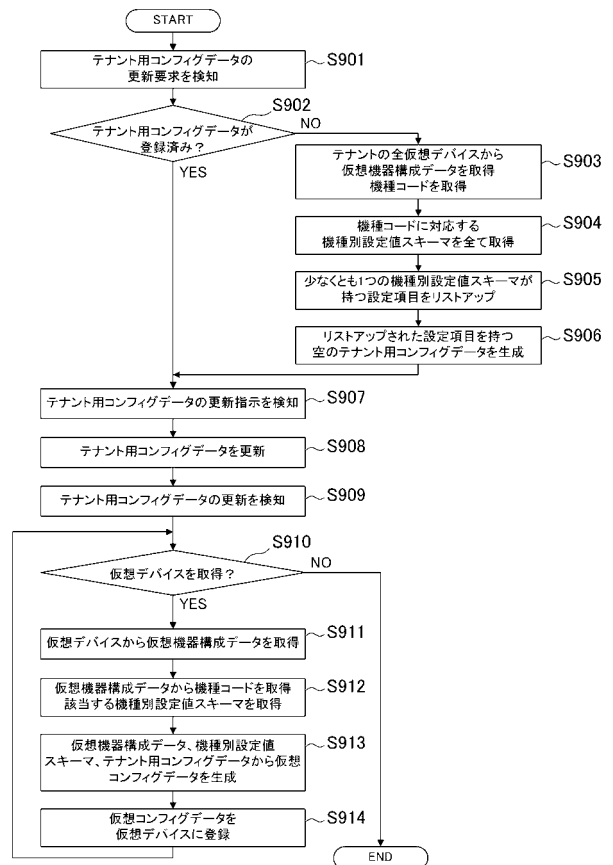 START
テナント用コンフィグデータの
更新要求を検知
S901
テナント用コンフィグデータが
登録済み？
S902
NO
YES
テナントの全仮想デバイスから
仮想機器構成データを取得
機種コードを取得
S903
機種コードに対応する
機種別設定値スキーマを全て取得
S904
少なくとも1つの機種別設定値スキーマが
持つ設定項目をリストアップ
S905
リストアップされた設定項目を持つ
空のテナント用コンフィグデータを生成
S906
テナント用コンフィグデータの更新指示を検知
S907
テナント用コンフィグデータを更新
S908
テナント用コンフィグデータの更新を検知
S909
仮想デバイスを取得？
S910
NO
YES
仮想デバイスから仮想機器構成データを取得
S911
仮想機器構成データから機種コードを取得
該当する機種別設定値スキーマを取得
S912
仮想機器構成データ、機種別設定値
スキーマ、テナント用コンフィグデータから仮想
コンフィグデータを生成
S913
仮想コンフィグデータを
仮想デバイスに登録
S914
END